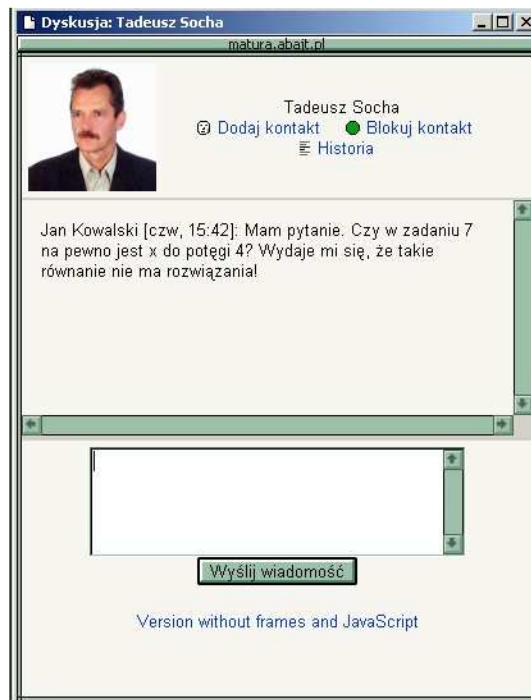 Dyskusja: Tadeusz Socha
matura.abajt.pl
Tadeusz Socha
Dodaj kontakt Blokuj kontakt
Historia
Jan Kowalski [czw, 15:42]: Mam pytanie. Czy w zadaniu 7
na pewno jest x do potęgi 4? Wydaje mi się, że takie
równanie nie ma rozwiązania!
Wyślij wiadomość
Version without frames and JavaScript